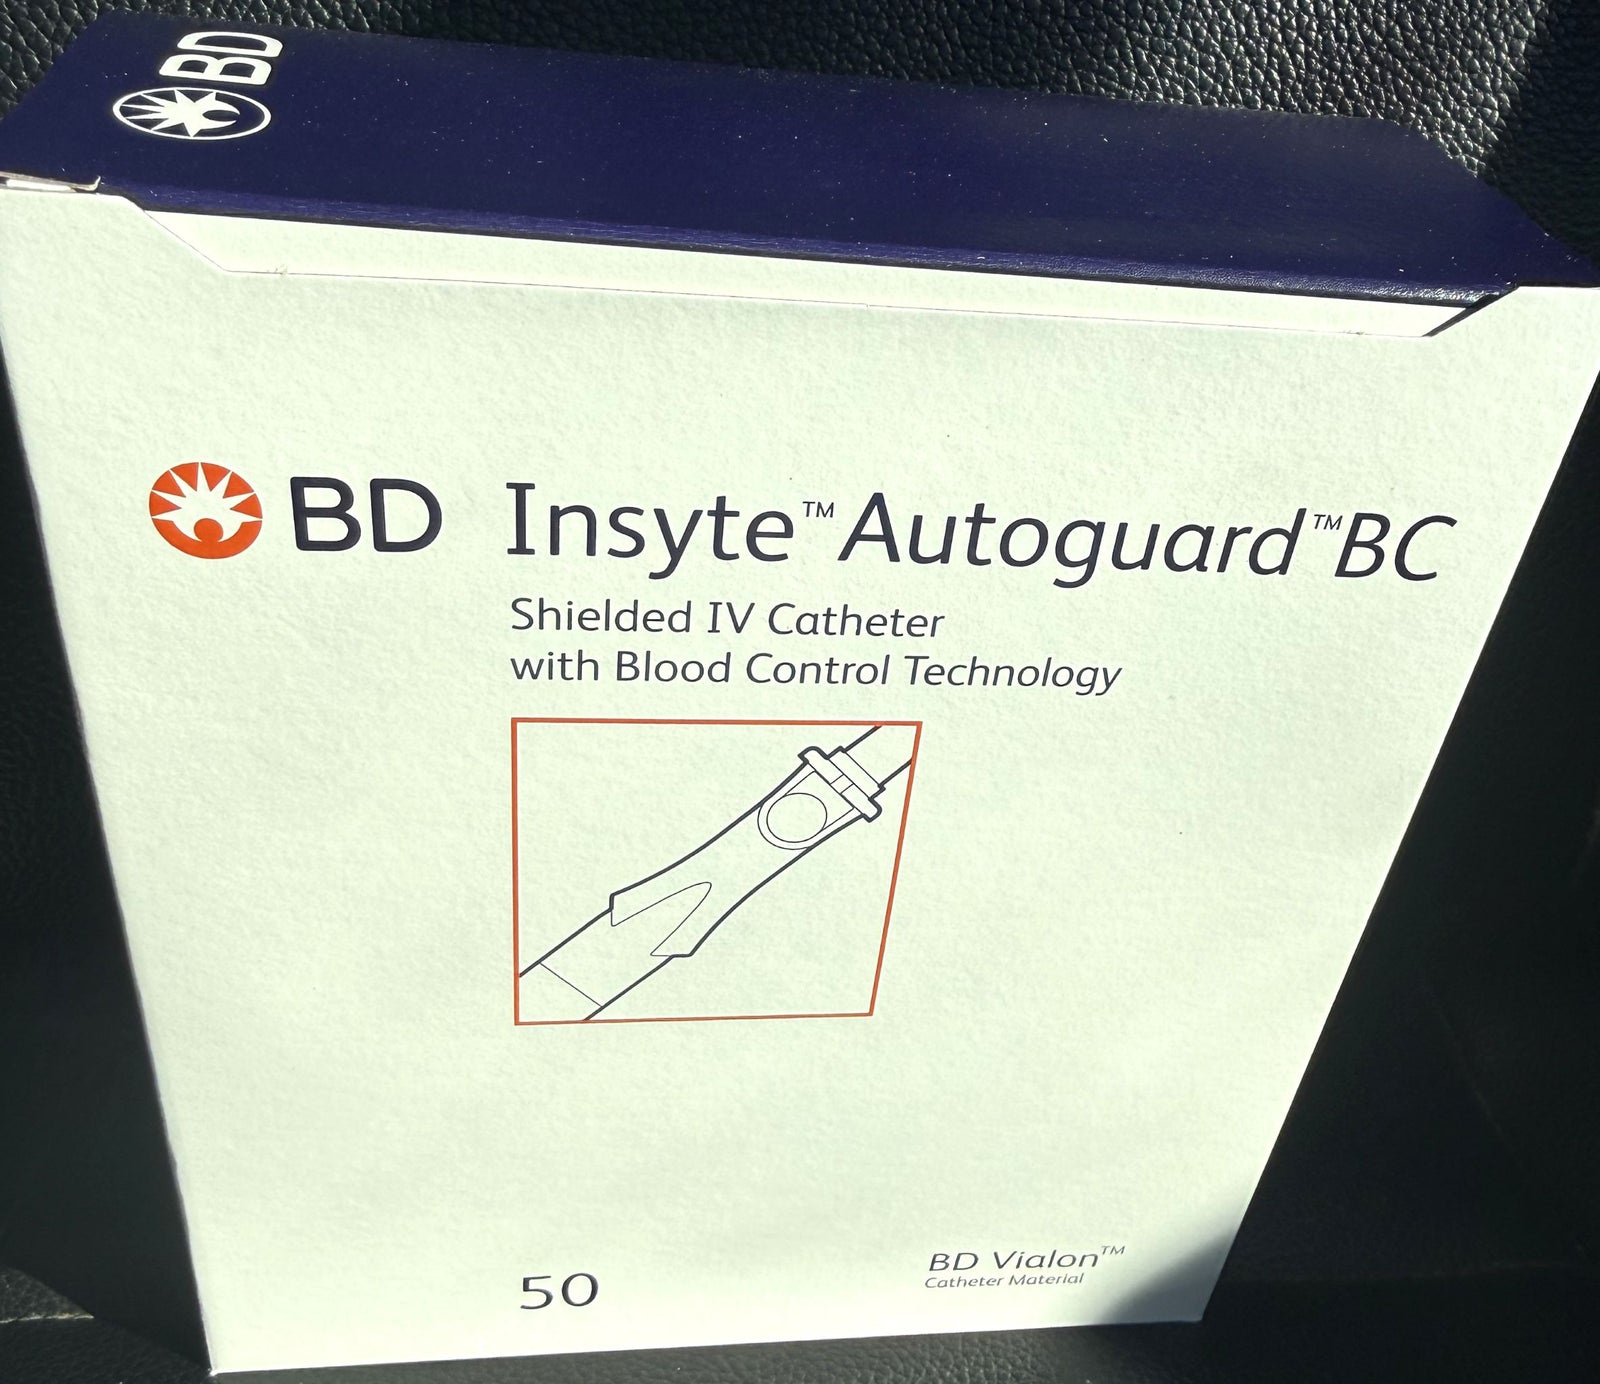 BD
BD Insyte™ Autoguard™ BC
Shielded IV Catheter
with Blood Control Technology
50
BD Vialon™
Catheter Material